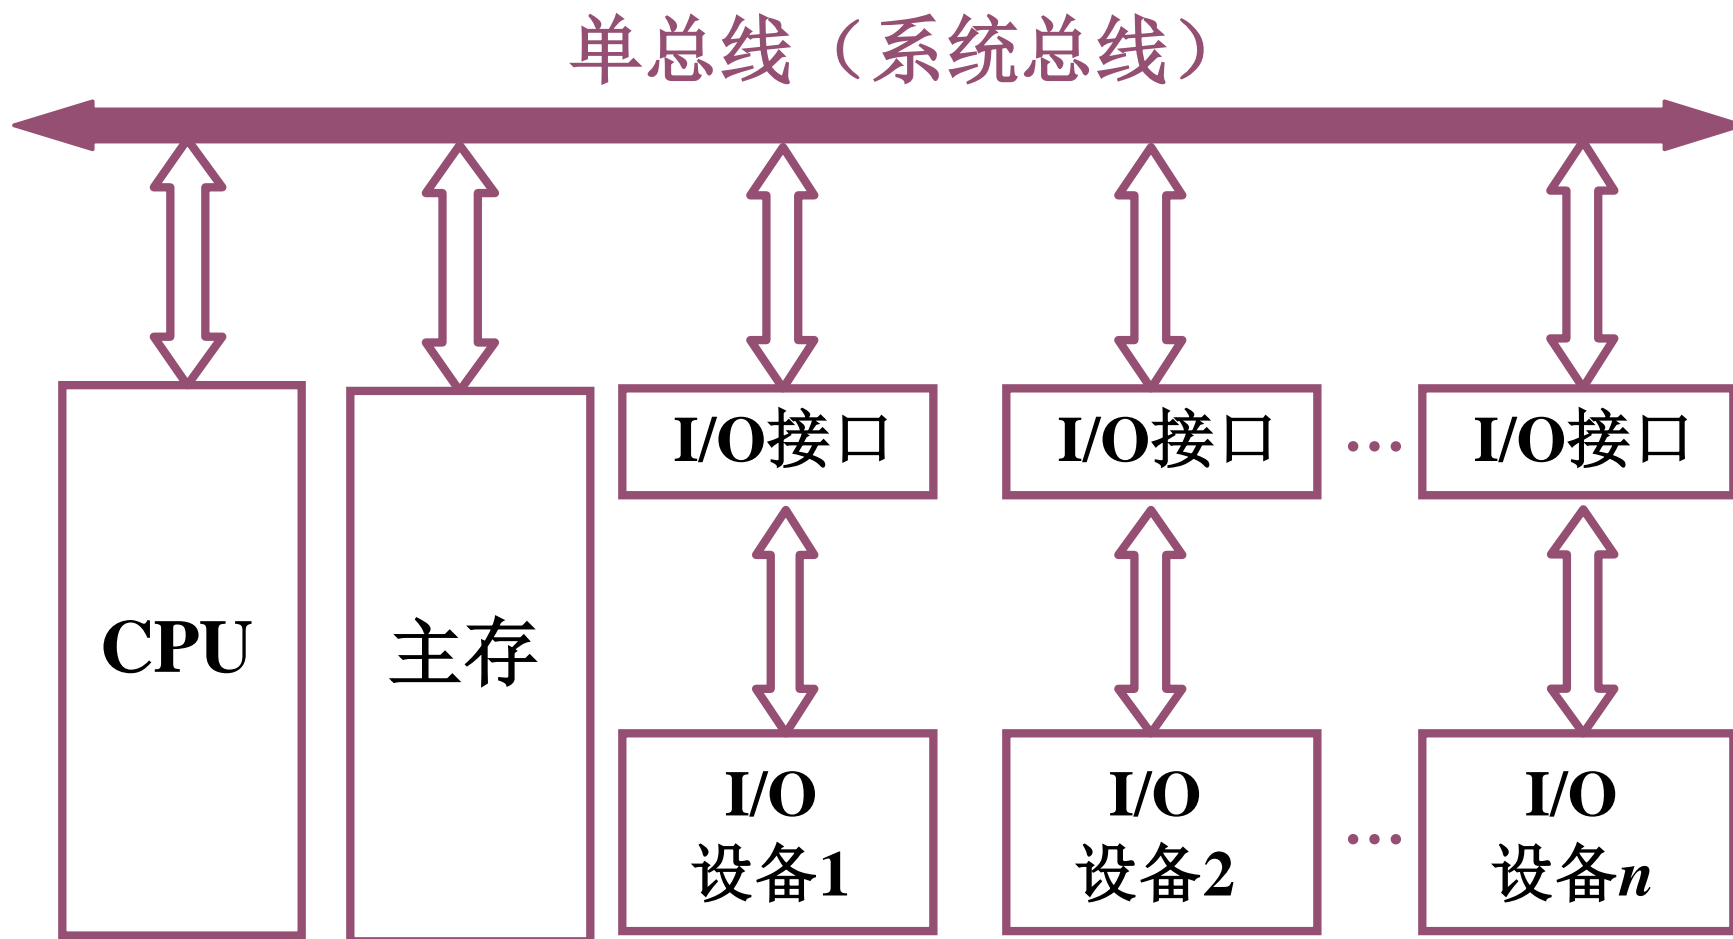 单总线（系统总线）
I/O接口
I/O接口
...
I/O接口
CPU
主存
I/O
设备1
I/O
设备2
...
I/O
设备n